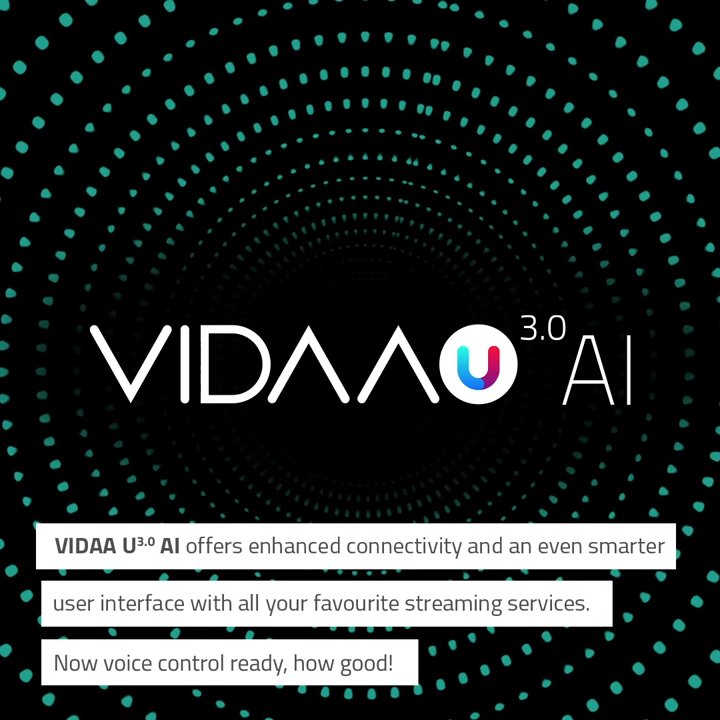 VIDAA U 3.0 AI
VIDAA U3.0 AI offers enhanced connectivity and an even smarter
user interface with all your favourite streaming services.
Now voice control ready, how good!